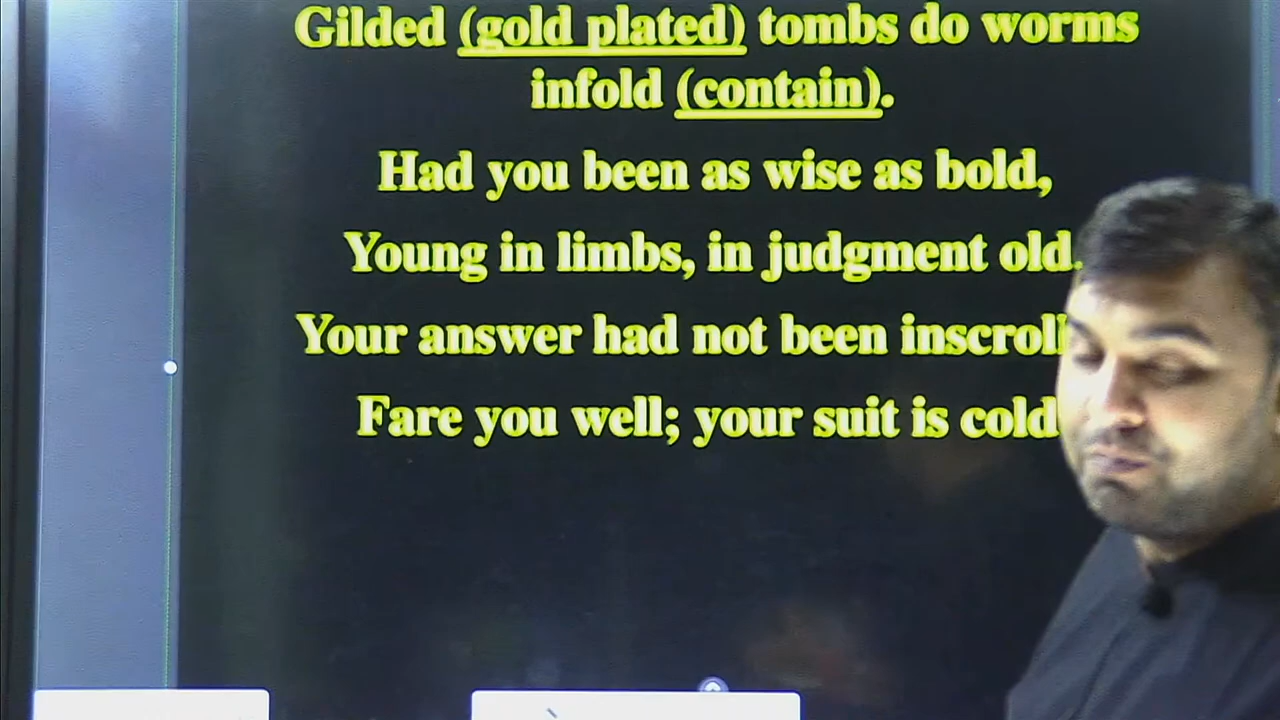 Gilded (gold plated) tombs do worms
infold (contain).
Had you been as wise as bold,
Young in limbs, in judgment old.
Your answer had not been
Fare you well; your suit is cold